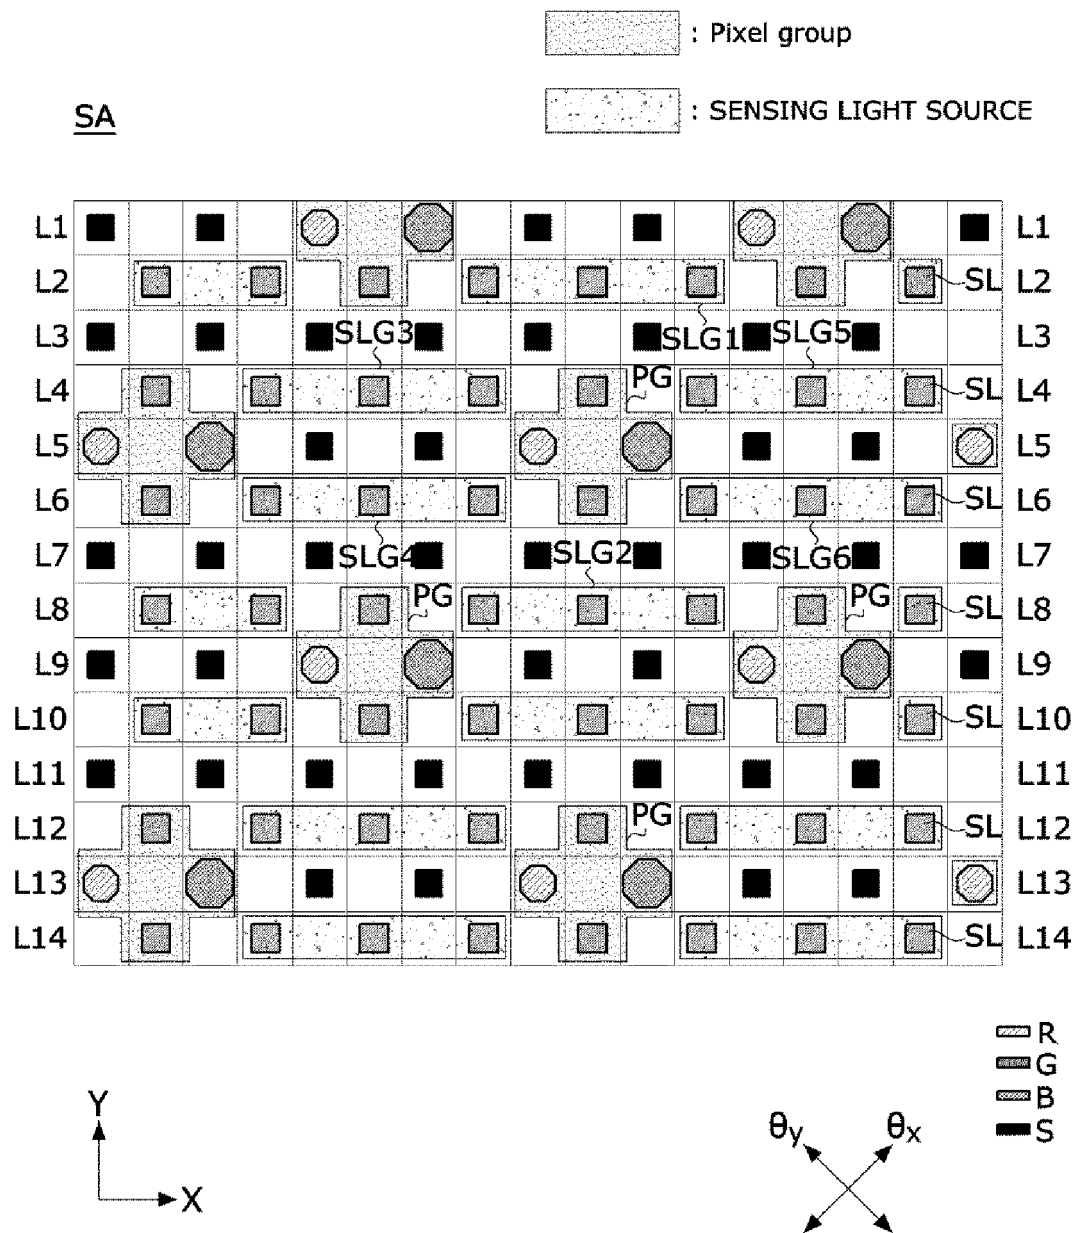 : Pixel group
SA
: SENSING LIGHT SOURCE
L1 L1
L2 SL L2
L3 SLG3 SLG1 SLG5 L3
L4 PG SL L4
L5 L5
L6 SL L6
L7 SLG4 SLG2 SLG6 L7
L8 PG PG SL L8
L9 L9
L10 SL L10
L11 L11
L12 PG SL L12
L13 L13
L14 SL L14
R
G
B
S
Y
X
θy θx